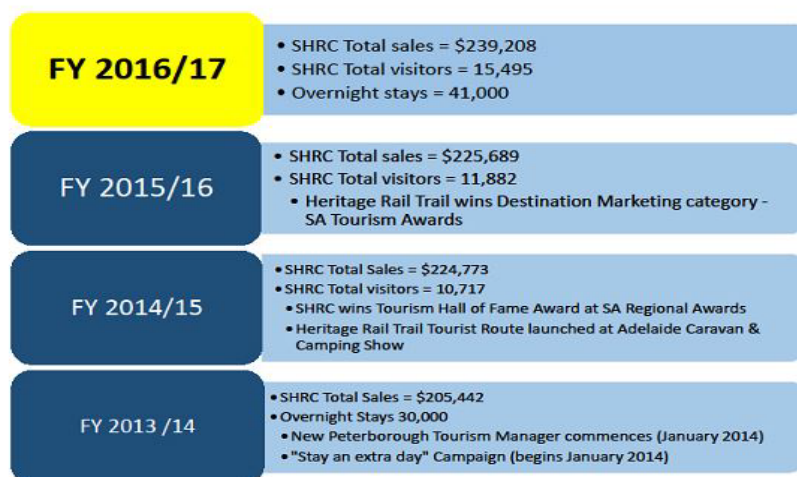 FY 2016/17
• SHRC Total sales = $239,208
• SHRC Total visitors = 15,495
• Overnight stays = 41,000
FY 2015/16
• SHRC Total sales = $225,689
• SHRC Total visitors = 11,882
• Heritage Rail Trail wins Destination Marketing category -
SA Tourism Awards
FY 2014/15
•SHRC Total Sales = $224,773
•SHRC Total visitors = 10,717
•SHRC wins Tourism Hall of Fame Award at SA Regional Awards
•Heritage Rail Trail Tourist Route launched at Adelaide Caravan &
Camping Show
FY 2013 /14
•SHRC Total Sales = $205,442
•Overnight Stays 30,000
•New Peterborough Tourism Manager commences (January 2014)
•"Stay an extra day" Campaign (begins January 2014)